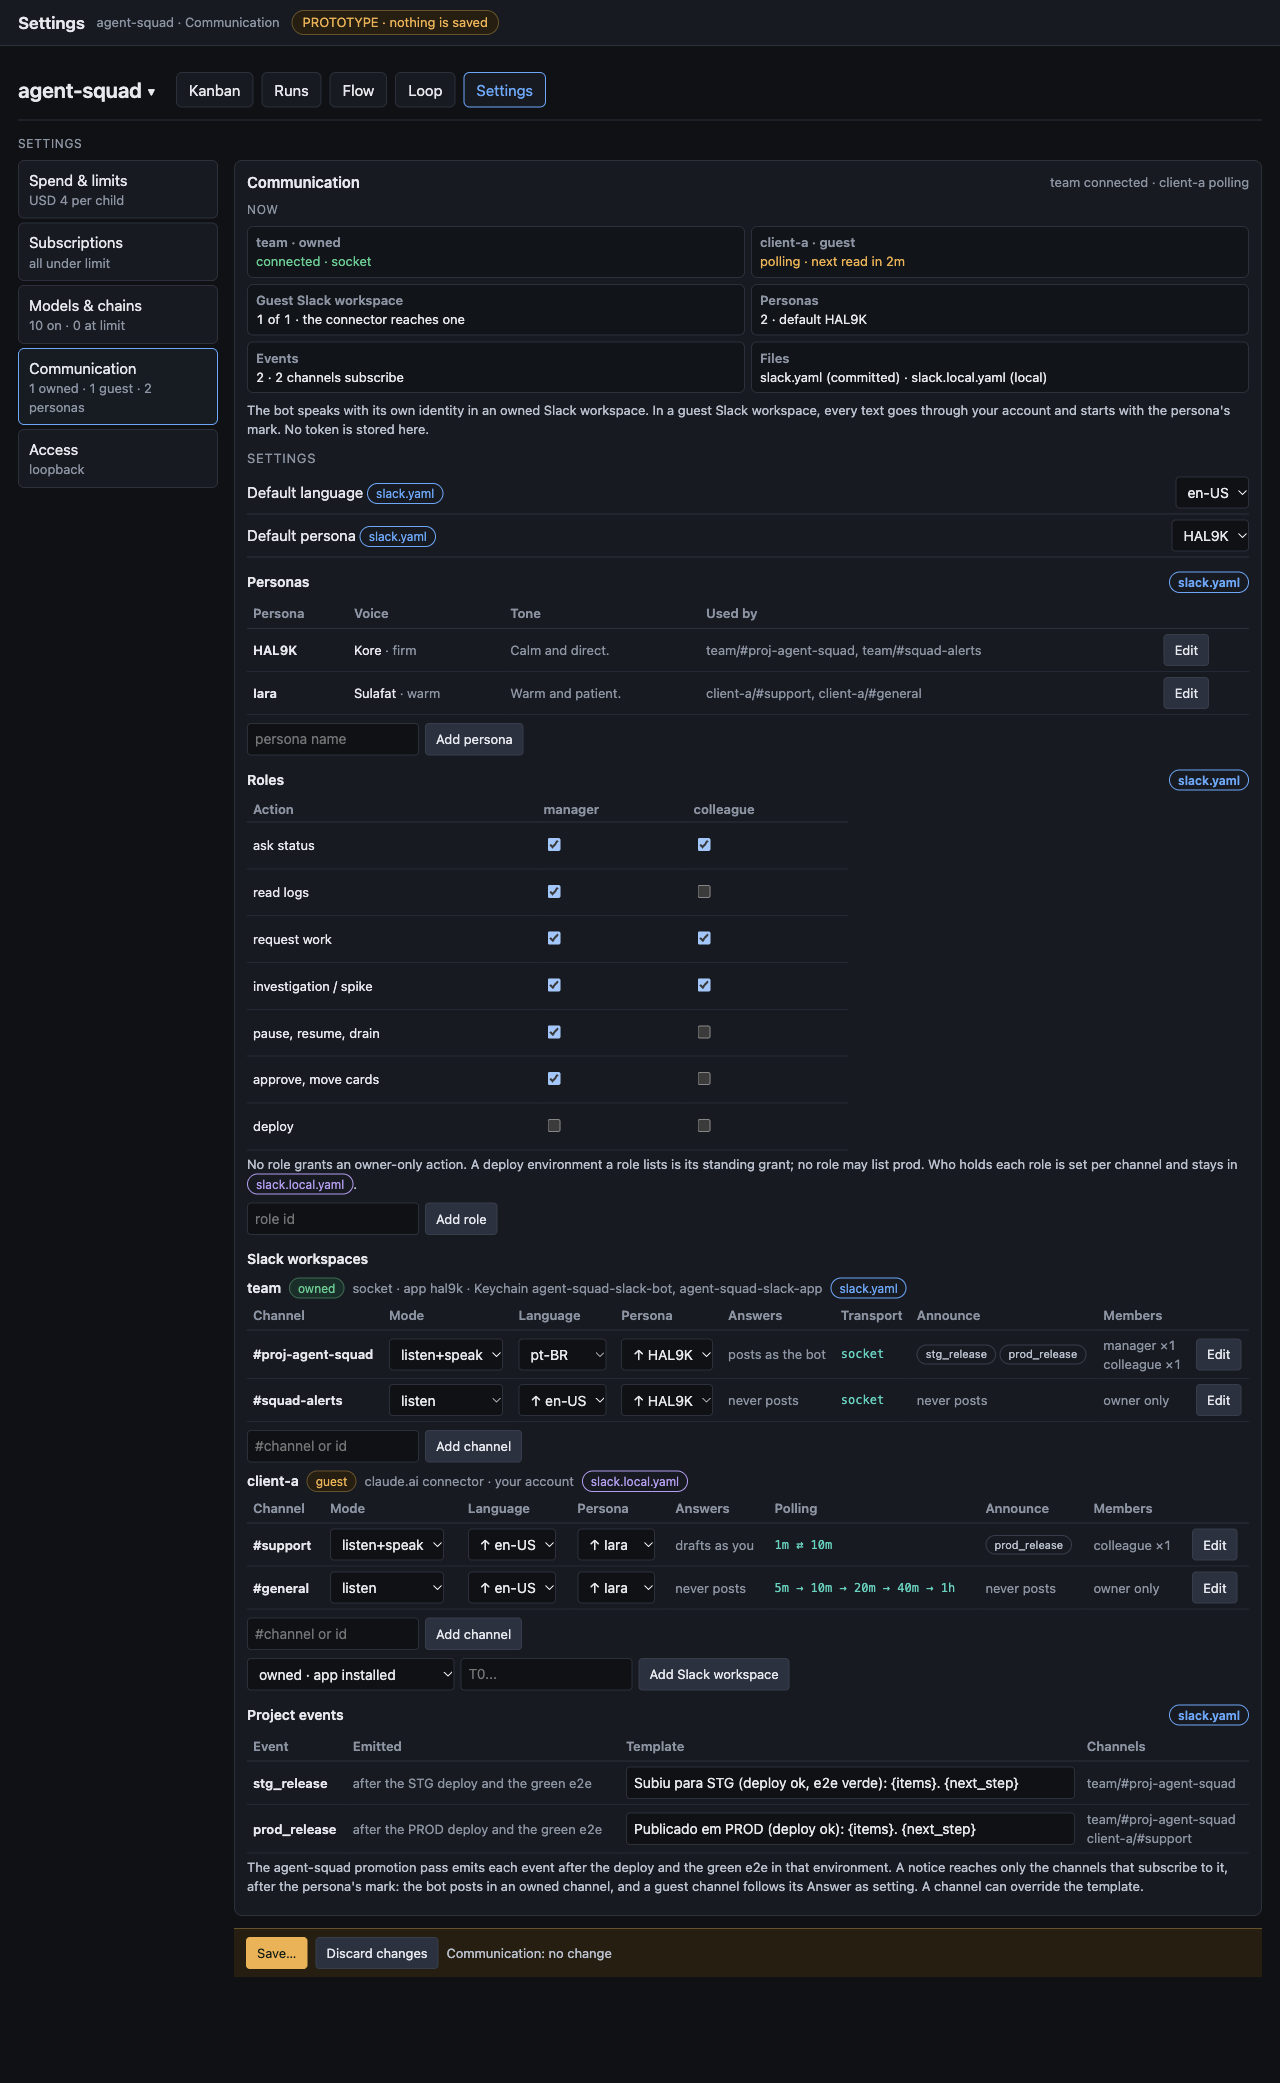 Settings agent-squad · Communication PROTOTYPE · nothing is saved
agent-squad ▾ Kanban Runs Flow Loop Settings
SETTINGS
Spend & limits
USD 4 per child
Subscriptions
all under limit
Models & chains
10 on · 0 at limit
Communication
1 owned · 1 guest · 2
personas
Access
loopback
Communication team connected · client-a polling
NOW
team · owned
connected · socket
client-a · guest
polling · next read in 2m
Guest Slack workspace
1 of 1 · the connector reaches one
Personas
2 · default HAL9K
Events
2 · 2 channels subscribe
Files
slack.yaml (committed) · slack.local.yaml (local)
The bot speaks with its own identity in an owned Slack workspace. In a guest Slack workspace, every text goes through your account and starts with the persona's
mark. No token is stored here.
SETTINGS
Default language slack.yaml en-US
Default persona slack.yaml HAL9K
Personas slack.yaml
Persona Voice Tone Used by
HAL9K Kore · firm Calm and direct. team/#proj-agent-squad, team/#squad-alerts Edit
Iara Sulafat · warm Warm and patient. client-a/#support, client-a/#general Edit
persona name Add persona
Roles slack.yaml
Action manager colleague
ask status
read logs
request work
investigation / spike
pause, resume, drain
approve, move cards
deploy
No role grants an owner-only action. A deploy environment a role lists is its standing grant; no role may list prod. Who holds each role is set per channel and stays in
slack.local.yaml.
role id Add role
Slack workspaces
team owned socket · app hal9k · Keychain agent-squad-slack-bot, agent-squad-slack-app slack.yaml
Channel Mode Language Persona Answers Transport Announce Members
#proj-agent-squad listen+speak pt-BR ↑ HAL9K posts as the bot socket stg_release prod_release manager ×1
colleague ×1 Edit
#squad-alerts listen ↑ en-US ↑ HAL9K never posts socket never posts owner only Edit
#channel or id Add channel
client-a guest claude.ai connector · your account slack.local.yaml
Channel Mode Language Persona Answers Polling Announce Members
#support listen+speak ↑ en-US ↑ Iara drafts as you 1m ⇄ 10m prod_release colleague ×1 Edit
#general listen ↑ en-US ↑ Iara never posts 5m → 10m → 20m → 40m → 1h never posts owner only Edit
#channel or id Add channel
owned · app installed T0... Add Slack workspace
Project events slack.yaml
Event Emitted Template Channels
stg_release after the STG deploy and the green e2e Subiu para STG (deploy ok, e2e verde): {items}. {next_step} team/#proj-agent-squad
prod_release after the PROD deploy and the green e2e Publicado em PROD (deploy ok): {items}. {next_step} team/#proj-agent-squad
client-a/#support
The agent-squad promotion pass emits each event after the deploy and the green e2e in that environment. A notice reaches only the channels that subscribe to it,
after the persona's mark: the bot posts in an owned channel, and a guest channel follows its Answer as setting. A channel can override the template.
Save... Discard changes Communication: no change